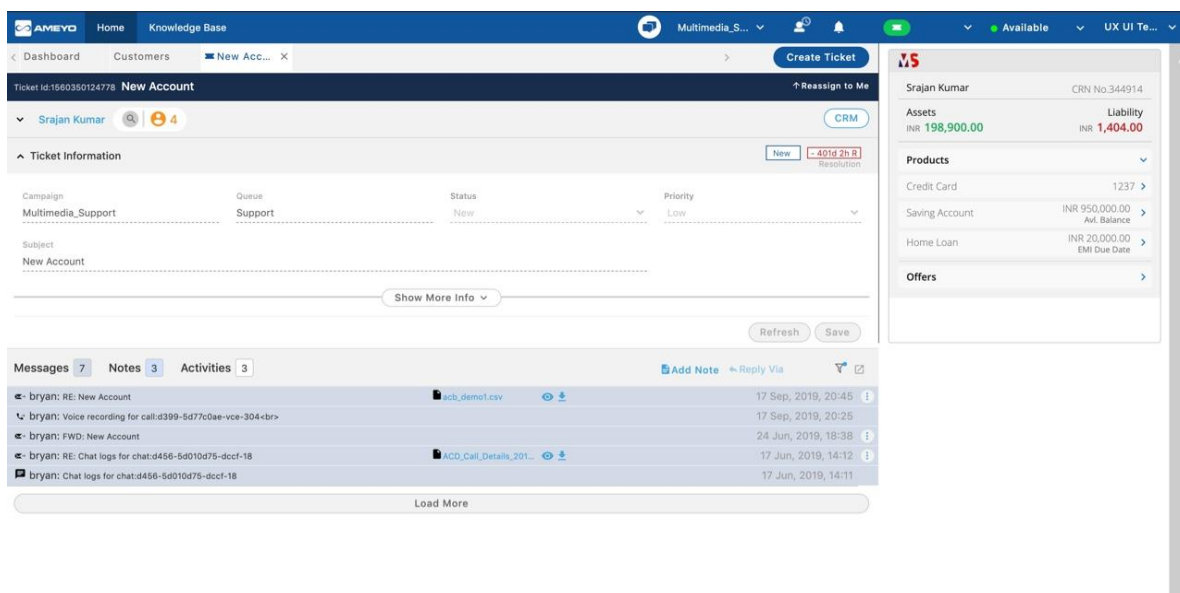 AMEYO Home Knowledge Base Multimedia_S... Available UX UI Te...
Dashboard Customers New Acc... X Create Ticket
Ticket Id:1560350124778 New Account Reassign to Me
Srajan Kumar 4 CRM
Ticket Information New - 401d 2h R
Resolution
Campaign Queue Status Priority
Multimedia_Support Support New Low
Subject
New Account
Show More Info
Refresh Save
Messages 7 Notes 3 Activities 3 Add Note Reply Via
bryan: RE: New Account acb_demo1.csv 17 Sep, 2019, 20:45
bryan: Voice recording for call:d399-5d77c0ae-vce-304<br> 17 Sep, 2019, 20:25
bryan: FWD: New Account 24 Jun, 2019, 18:38
bryan: RE: Chat logs for chat:d456-5d010d75-dccf-18 ACD_Call_Details_201... 17 Jun, 2019, 14:12
bryan: Chat logs for chat:d456-5d010d75-dccf-18 17 Jun, 2019, 14:11
Load More
MS
Srajan Kumar CRN No.344914
Assets Liability
INR 198,900.00 INR 1,404.00
Products
Credit Card 1237
Saving Account INR 950,000.00
Avl. Balance
Home Loan INR 20,000.00
EMI Due Date
Offers